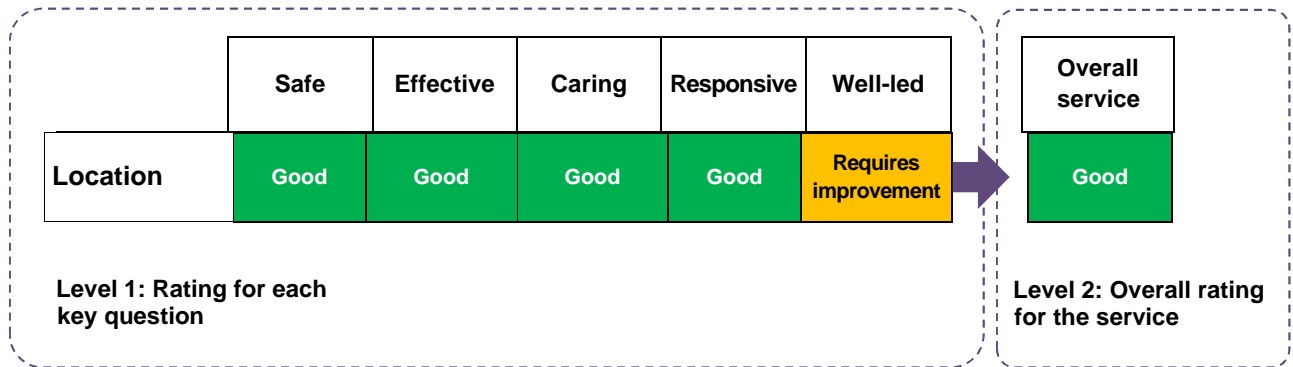 Safe
Effective
Caring
Responsive
Well-led
Overall
service
Location
Good
Good
Good
Good
Requires
improvement
Good
Level 1: Rating for each
key question
Level 2: Overall rating
for the service